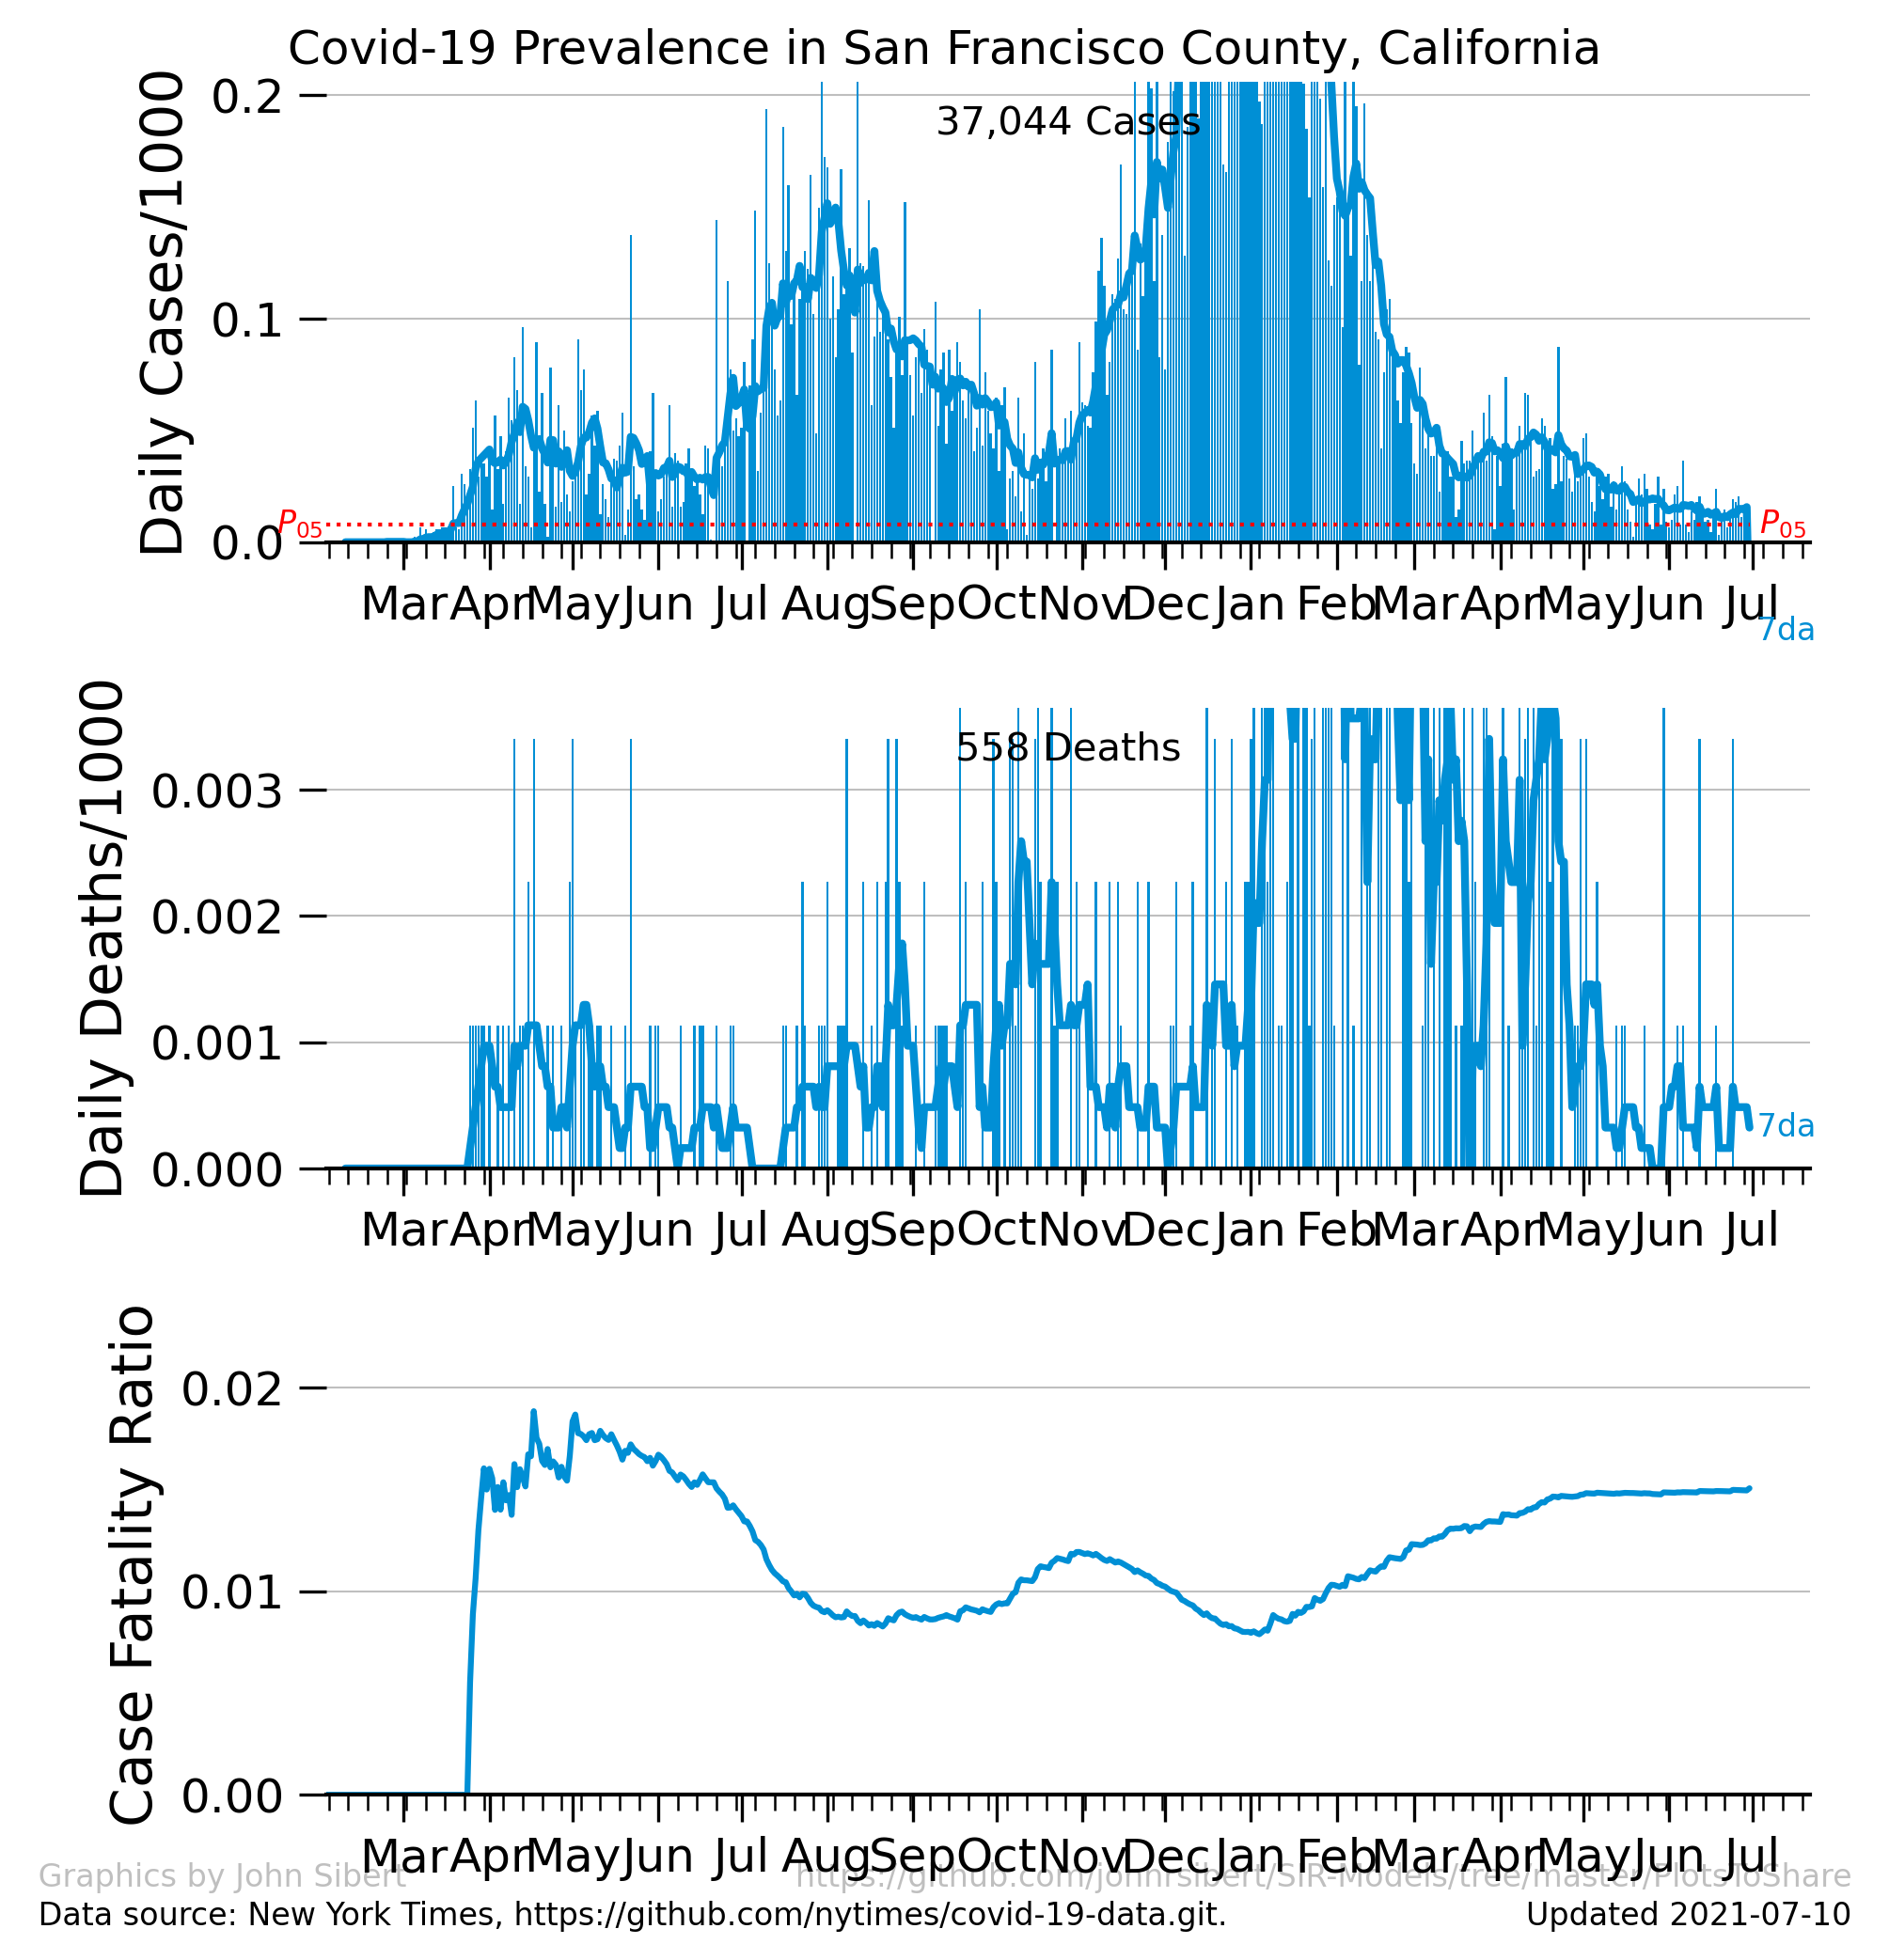 Covid-19 Prevalence in San Francisco County, California
Daily Cases/1000
0.2
0.1
0.0
37,044 Cases
P05
P05
Mar Apr May Jun Jul Aug Sep Oct Nov Dec Jan Feb Mar Apr May Jun Jul
7da
Daily Deaths/1000
0.003
0.002
0.001
0.000
558 Deaths
7da
Mar Apr May Jun Jul Aug Sep Oct Nov Dec Jan Feb Mar Apr May Jun Jul
Case Fatality Ratio
0.02
0.01
0.00
Mar Apr May Jun Jul Aug Sep Oct Nov Dec Jan Feb Mar Apr May Jun Jul
Graphics by John Sibert
https://github.com/johnrsibert/SIR-Models/tree/master/PlotsToShare
Data source: New York Times, https://github.com/nytimes/covid-19-data.git.
Updated 2021-07-10